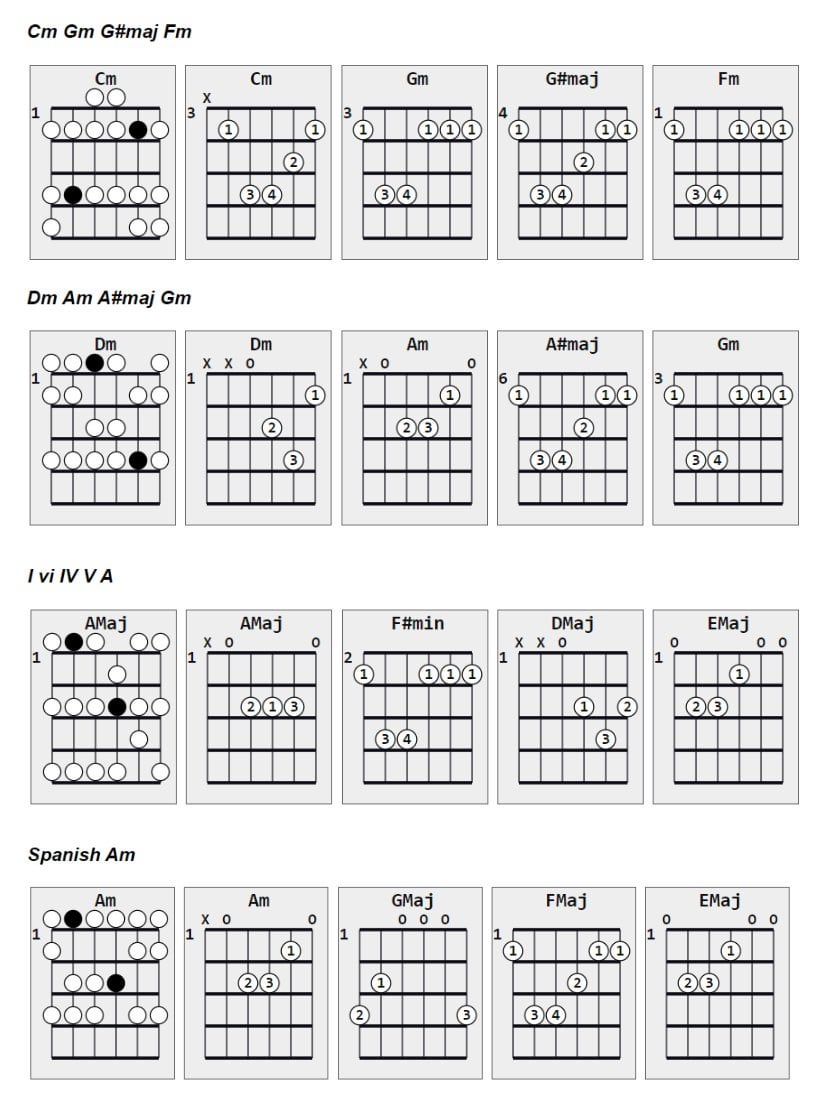 Cm Gm G#maj Fm
Cm Cm Gm G#maj Fm
X
1 3 3 4 1
1 1 1 1 1 1 1 1 1 1 1 1 1
2 2
3 4 3 4 3 4 3 4
Dm Am A#maj Gm
Dm Dm Am A#maj Gm
X X O X O O
1 1 1 6 3
1 1 1 1 1 1 1 1 1
2 2 3 2
3 3 4 3 4
I vi IV V A
AMaj AMaj F#min DMaj EMaj
X O O X X O O O O
1 1 2 1 1
1 1 1 1 1
2 1 3 1 2 2 3
3 4 3
Spanish Am
Am Am GMaj FMaj EMaj
X O O O O O O O O
1 1 1 1 1
1 1 1 1 1
2 3 1 2 2 3
2 3 3 4